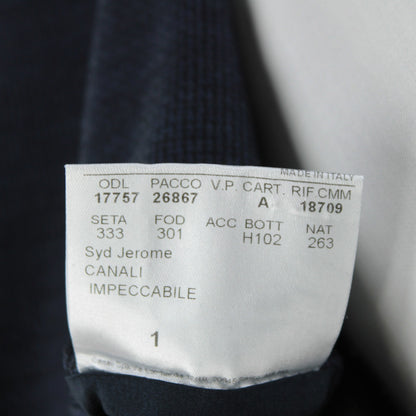 MADE IN ITALY
ODL PACCO V.P. CART. RIF.CMM
17757 26867 A 18709
SETA FOD ACC BOTT NAT
333 301 H102 263
Syd Jerome
CANALI
IMPECCABILE
1